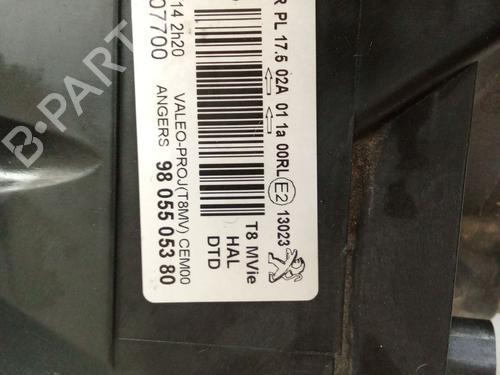 R PL 17.5 02A 01 1a 00RL E2 13023
14 2h20
07700
T8 MVie
HAL
DTD
VALEO-PROJ(T8MV) CEM00
ANGERS 98 055 053 80